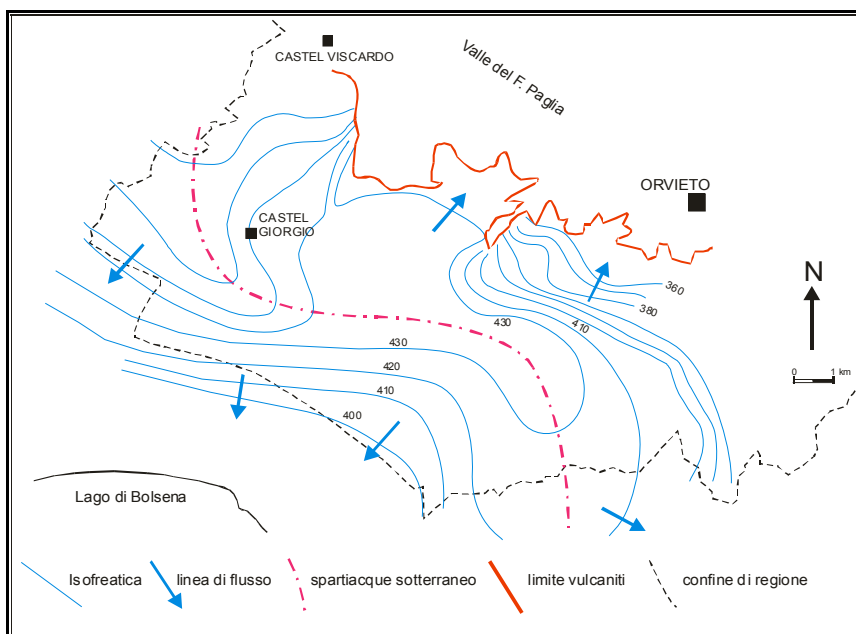 CASTEL VISCARDO
Valle del F. Paglia
ORVIETO
CASTEL
GIORGIO
N
360
380
430
410
430
420
410
400
0 1 km
Lago di Bolsena
Isofreatica
linea di flusso
spartiacque sotterraneo
limite vulcaniti
confine di regione